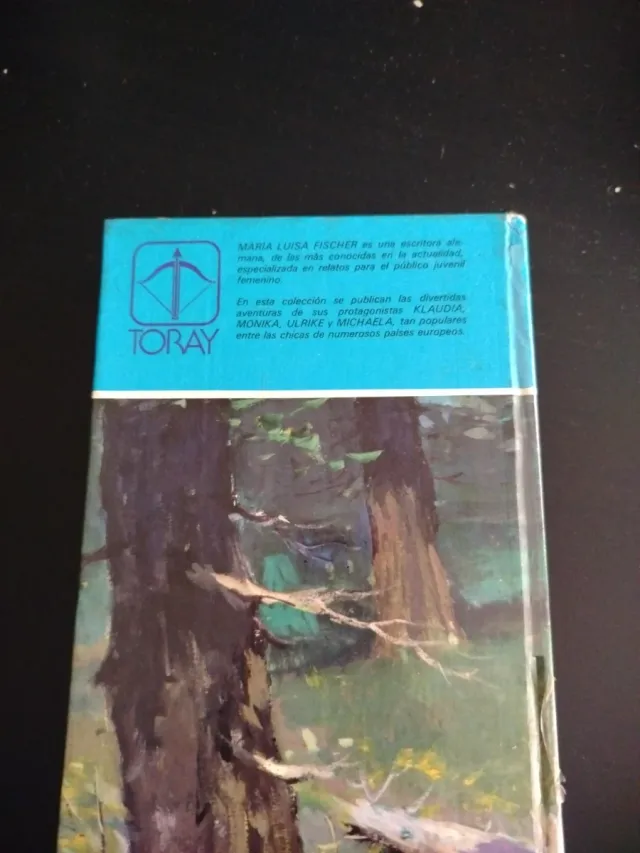 TORAY
MARIA LUISA FISCHER es una escritora ale-
mana, de las más conocidas en la actualidad,
especializada en relatos para el público juvenil
femenino.
En esta colección se publican las divertidas
aventuras de sus protagonistas KLAUDIA,
MONIKA, ULRIKE y MICHAELA, tan populares
entre las chicas de numerosos países europeos.